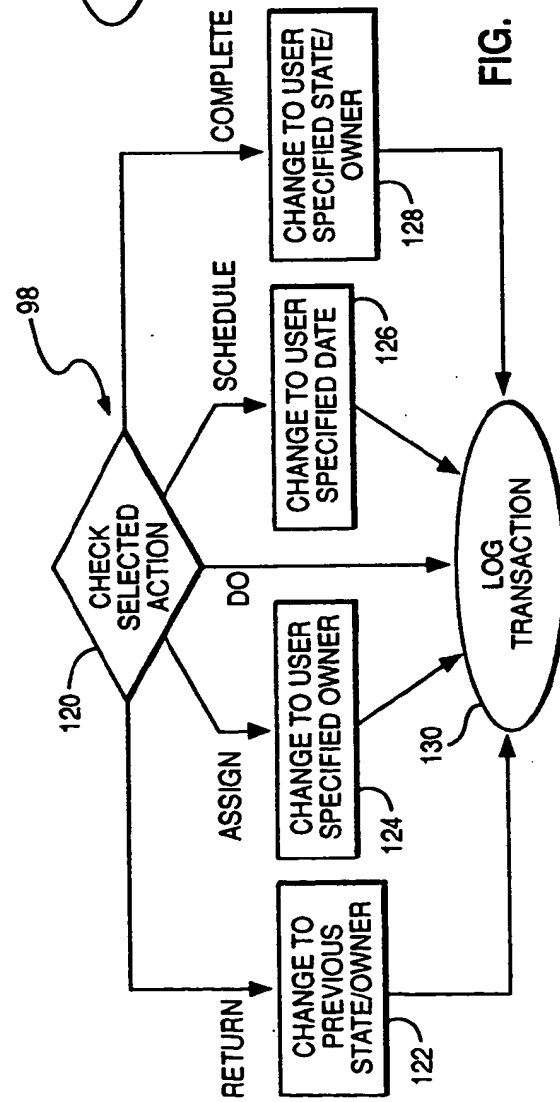 98
120
CHECK
SELECTED
ACTION
RETURN
ASSIGN
DO
SCHEDULE
COMPLETE
CHANGE TO
PREVIOUS
STATE/OWNER
122
CHANGE TO USER
SPECIFIED OWNER
124
CHANGE TO USER
SPECIFIED DATE
126
CHANGE TO USER
SPECIFIED STATE/
OWNER
128
130
LOG
TRANSACTION
FIG.